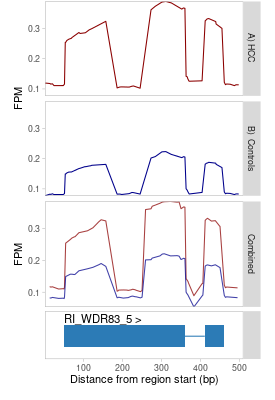 0.3
0.2
0.1
A) HCC
FPM
0.3
0.2
0.1
B) Controls
0.3
0.2
0.1
Combined
FPM
RI_WDR83_5 >
100 200 300 400 500
Distance from region start (bp)